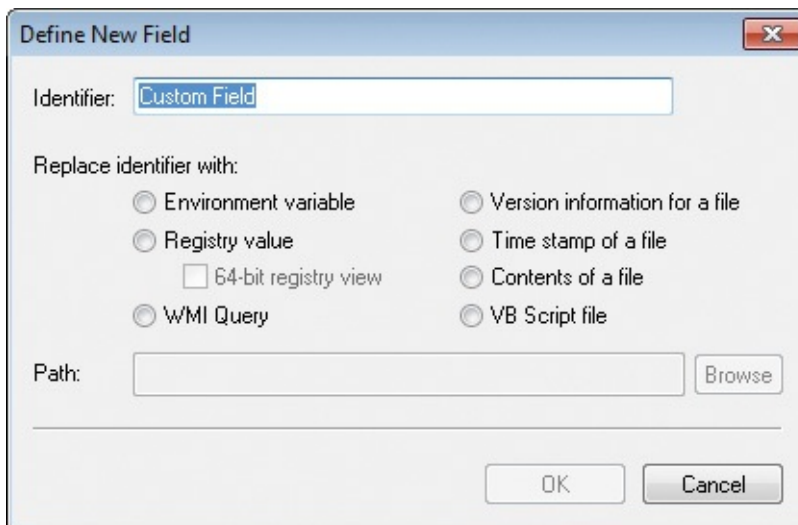 Define New Field
Identifier: Custom Field
Replace identifier with:
Environment variable
Version information for a file
Registry value
Time stamp of a file
64-bit registry view
Contents of a file
WMI Query
VB Script file
Path:
Browse
OK
Cancel